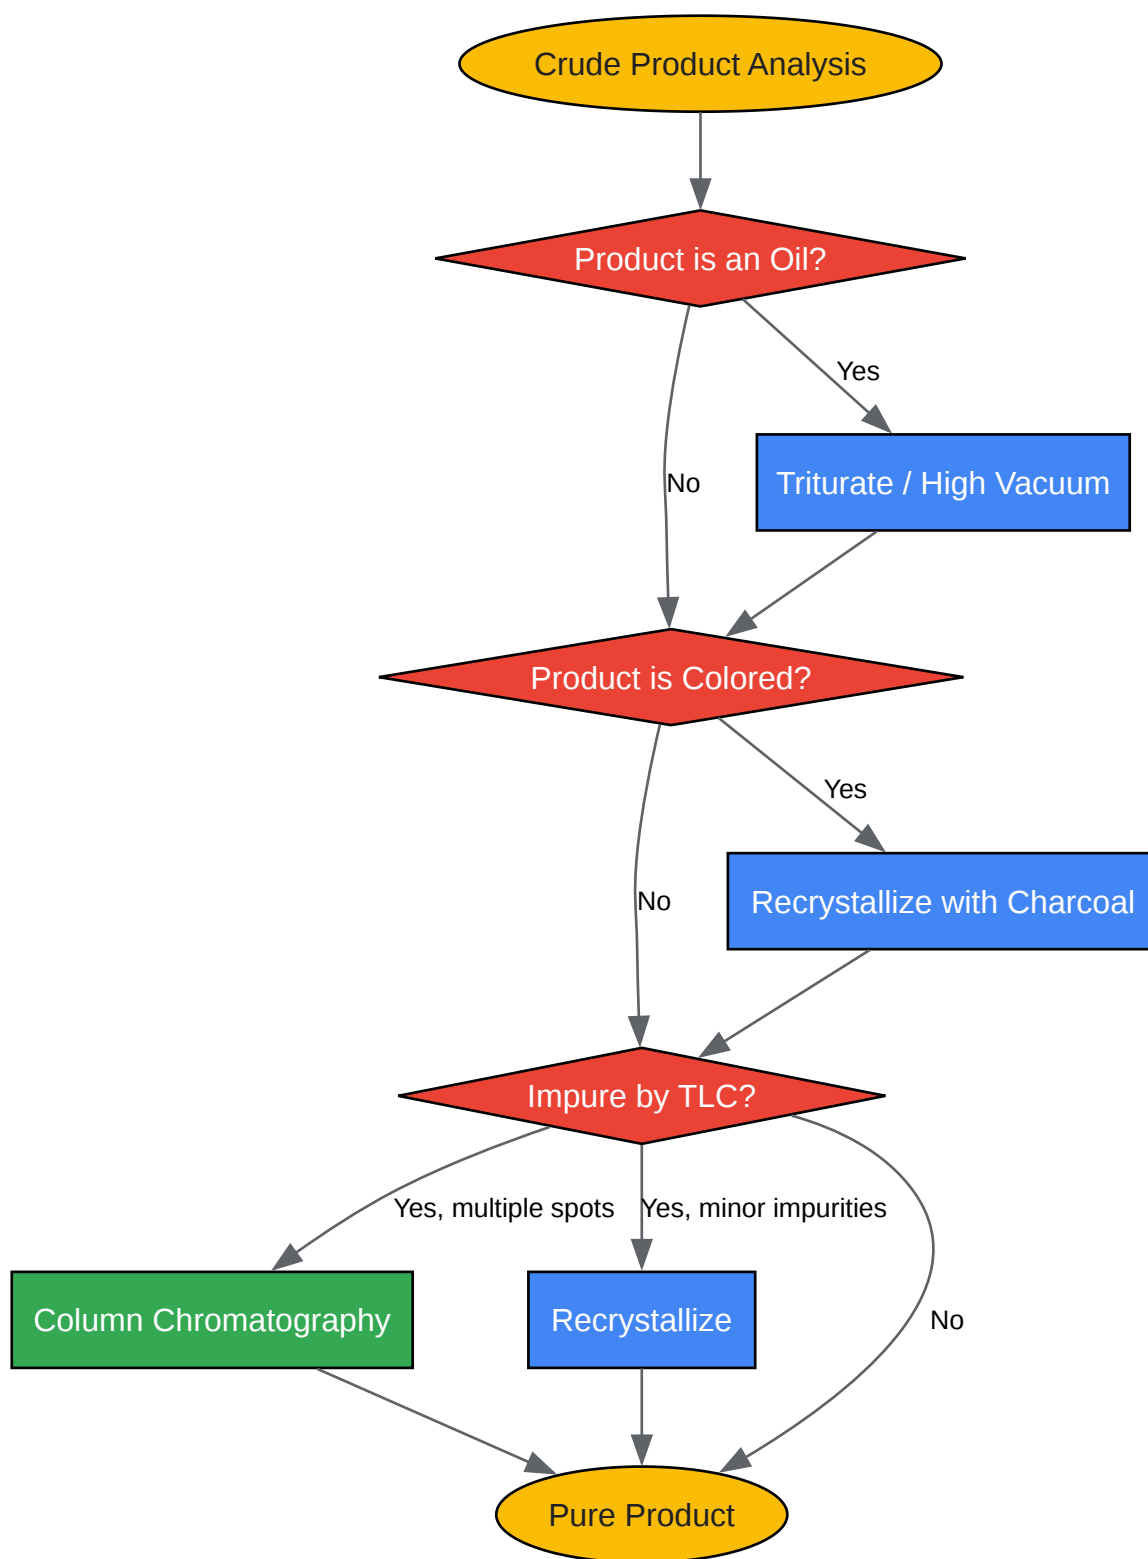 Crude Product Analysis
Product is an Oil?
Yes
Triturate / High Vacuum
No
Product is Colored?
Yes
Recrystallize with Charcoal
No
Impure by TLC?
Yes, multiple spots
Yes, minor impurities
Column Chromatography
Recrystallize
No
Pure Product